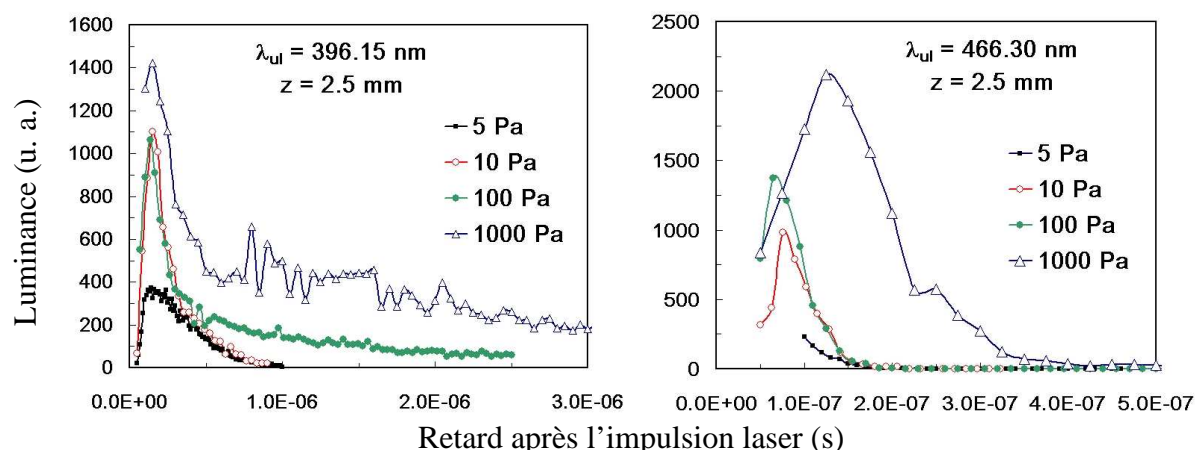 Luminance (u. a.)
1600
1400
1200
1000
800
600
400
200
0
λul = 396.15 nm
z = 2.5 mm
5 Pa
10 Pa
100 Pa
1000 Pa
0.0E+00 1.0E-06 2.0E-06 3.0E-06
2500
2000
1500
1000
500
0
λul = 466.30 nm
z = 2.5 mm
5 Pa
10 Pa
100 Pa
1000 Pa
0.0E+00 1.0E-07 2.0E-07 3.0E-07 4.0E-07 5.0E-07
Retard après l’impulsion laser (s)